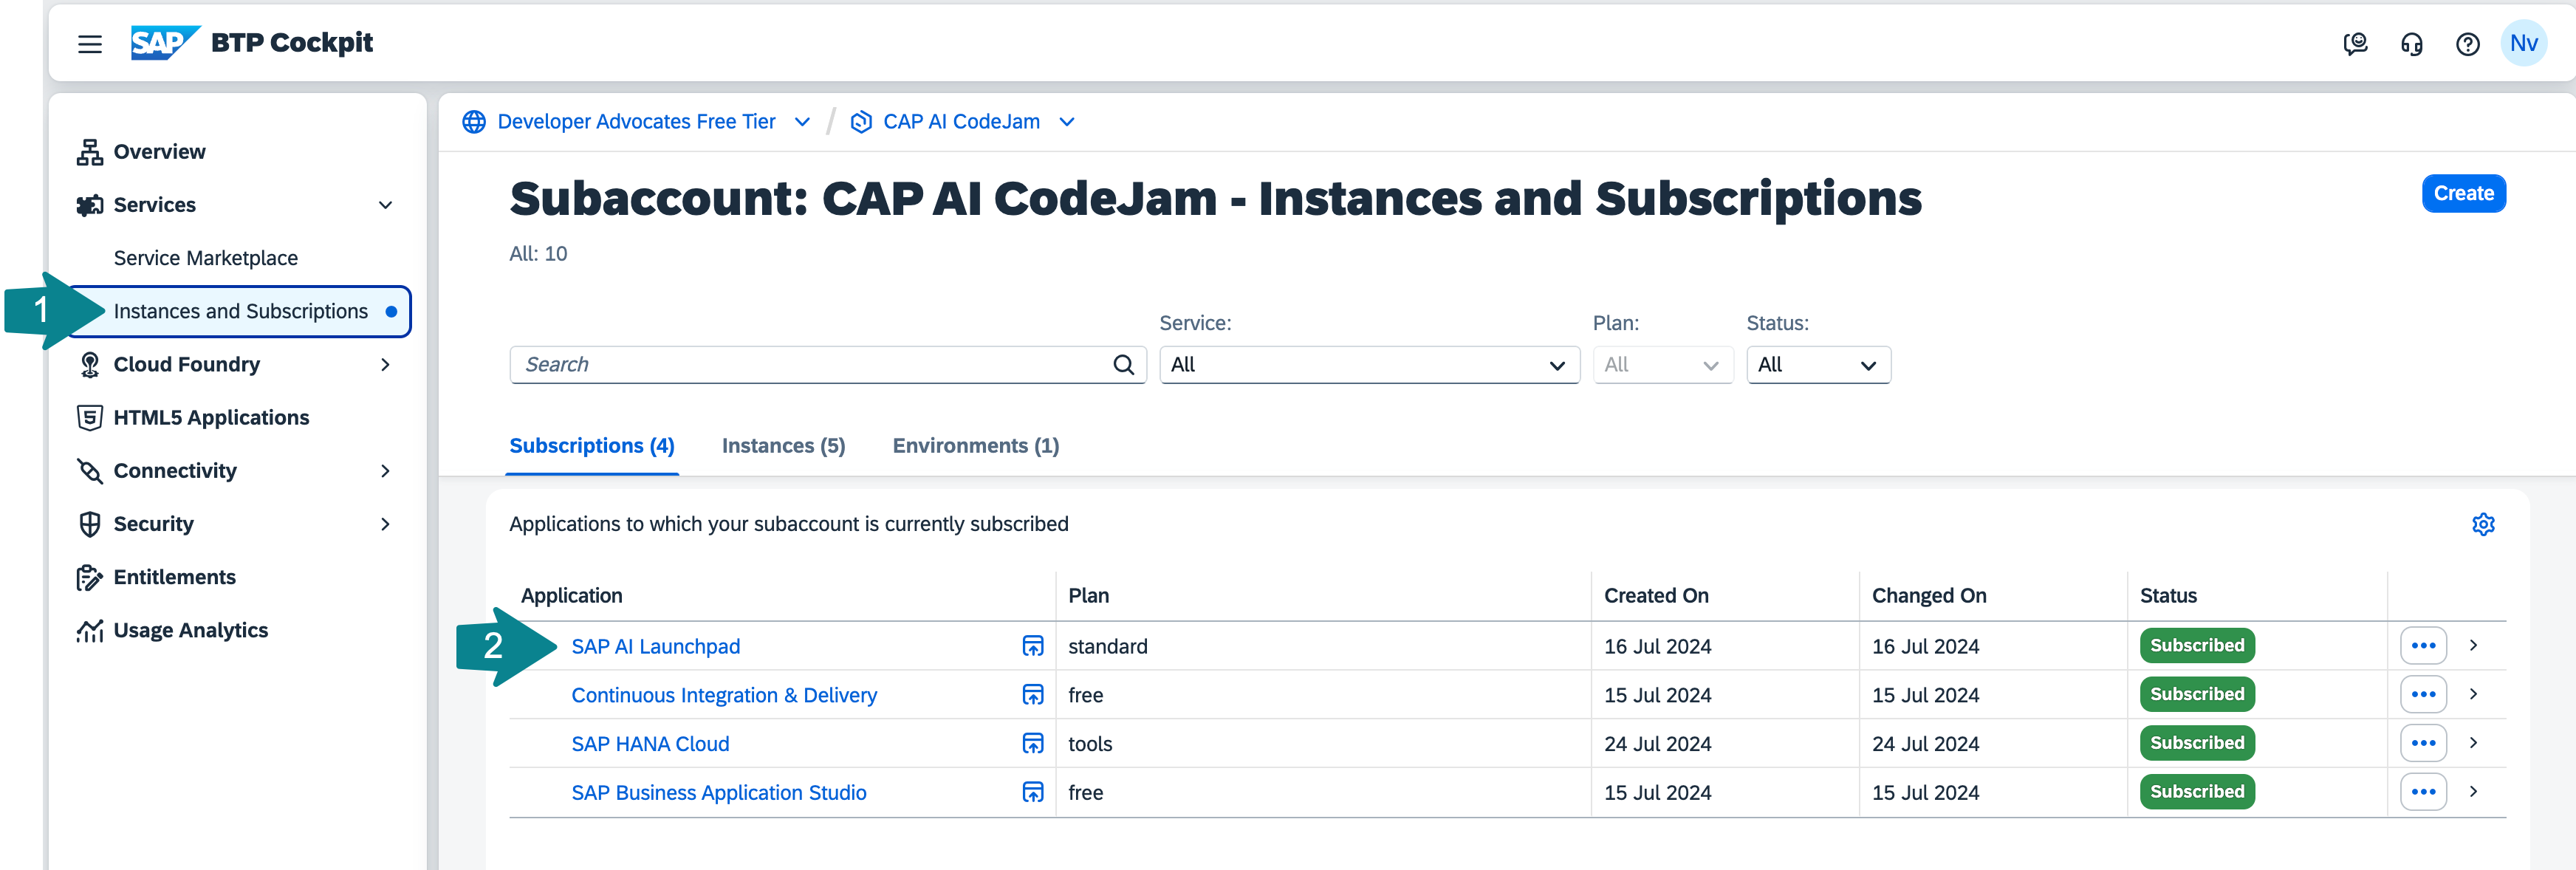 SAP BTP Cockpit
Nv
Overview
Services
Service Marketplace
1
Instances and Subscriptions
Cloud Foundry
HTML5 Applications
Connectivity
Security
Entitlements
Usage Analytics
Developer Advocates Free Tier / CAP AI CodeJam
Subaccount: CAP AI CodeJam - Instances and Subscriptions
Create
All: 10
Service: Plan: Status:
Search All All All
Subscriptions (4) Instances (5) Environments (1)
Applications to which your subaccount is currently subscribed
Application Plan Created On Changed On Status
2 SAP AI Launchpad standard 16 Jul 2024 16 Jul 2024 Subscribed
Continuous Integration & Delivery free 15 Jul 2024 15 Jul 2024 Subscribed
SAP HANA Cloud tools 24 Jul 2024 24 Jul 2024 Subscribed
SAP Business Application Studio free 15 Jul 2024 15 Jul 2024 Subscribed